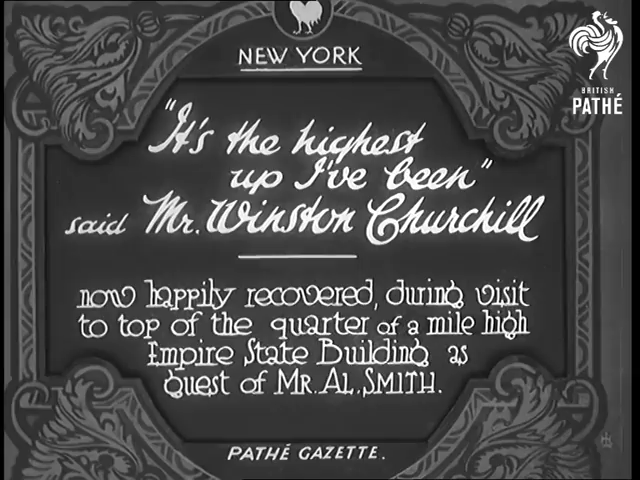 NEW YORK
BRITISH
PATHÉ
"It's the highest
up I've been"
said Mr. Winston Churchill
now happily recovered, during visit
to top of the quarter of a mile high
Empire State Building as
guest of MR. AL. SMITH.
PATHÉ GAZETTE.